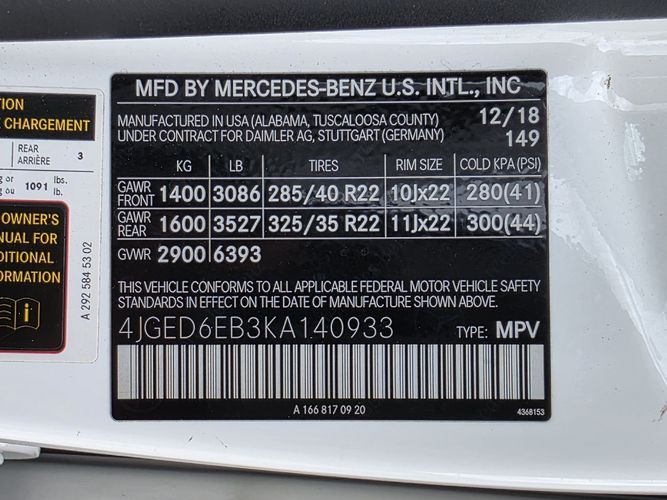 TION
E CHARGEMENT
REAR
ARRIÈRE 3
g or
g ou 1091 lbs.
lb.
OWNER'S
NUAL FOR
DITIONAL
FORMATION
A 292 584 53 02
MFD BY MERCEDES-BENZ U.S. INTL., INC
MANUFACTURED IN USA (ALABAMA, TUSCALOOSA COUNTY) 12/18
UNDER CONTRACT FOR DAIMLER AG, STUTTGART (GERMANY) 149
KG LB TIRES RIM SIZE COLD KPA (PSI)
GAWR FRONT 1400 3086 285/40 R22 10Jx22 280(41)
GAWR REAR 1600 3527 325/35 R22 11Jx22 300(44)
GVWR 2900 6393
THIS VEHICLE CONFORMS TO ALL APPLICABLE FEDERAL MOTOR VEHICLE SAFETY
STANDARDS IN EFFECT ON THE DATE OF MANUFACTURE SHOWN ABOVE.
4JGED6EB3KA140933 TYPE: MPV
A 166 817 09 20
4368153